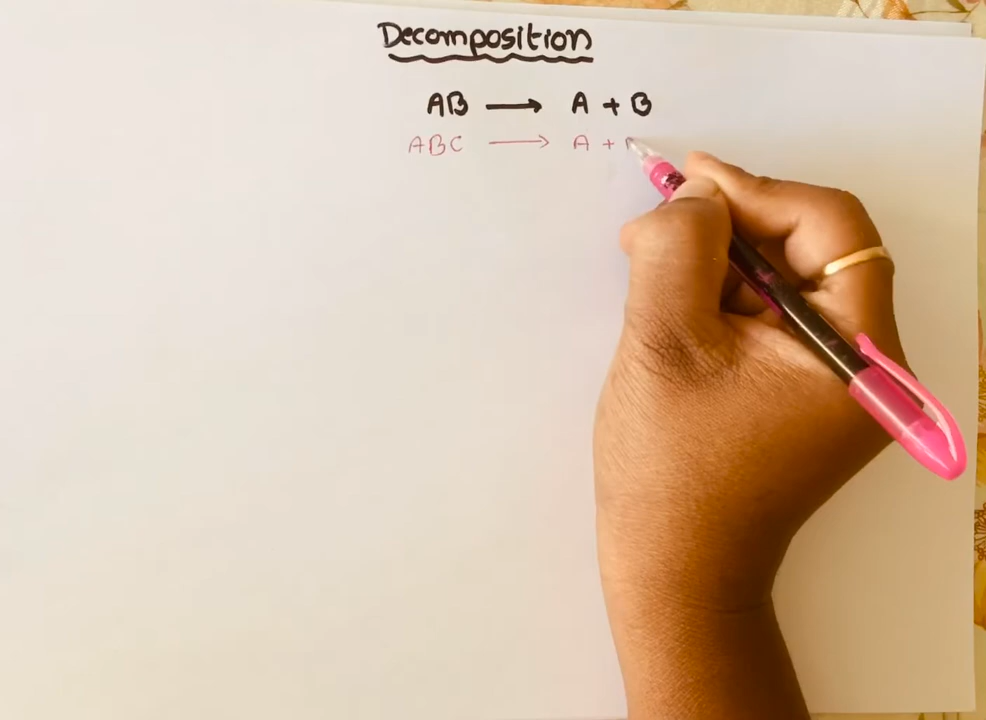 Decomposition
AB ⟶ A + B
ABC ⟶ A +